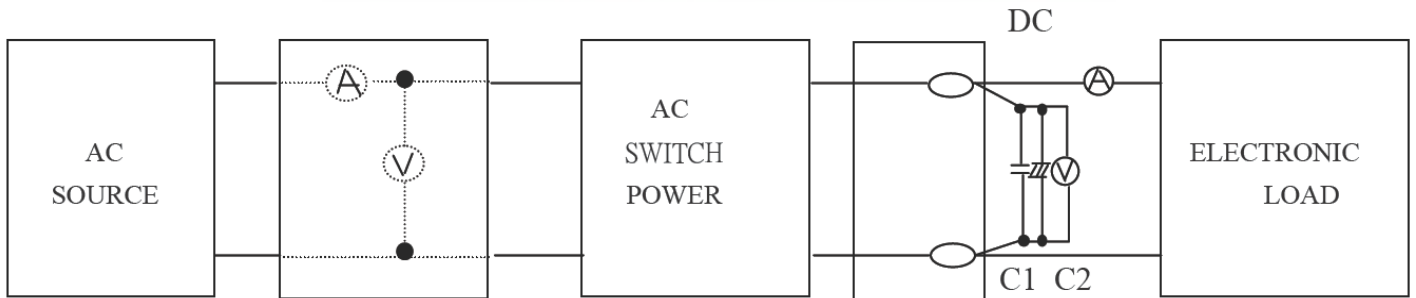 DC
A
A
V
AC
SOURCE
AC
SWITCH
POWER
V
ELECTRONIC
LOAD
C1 C2